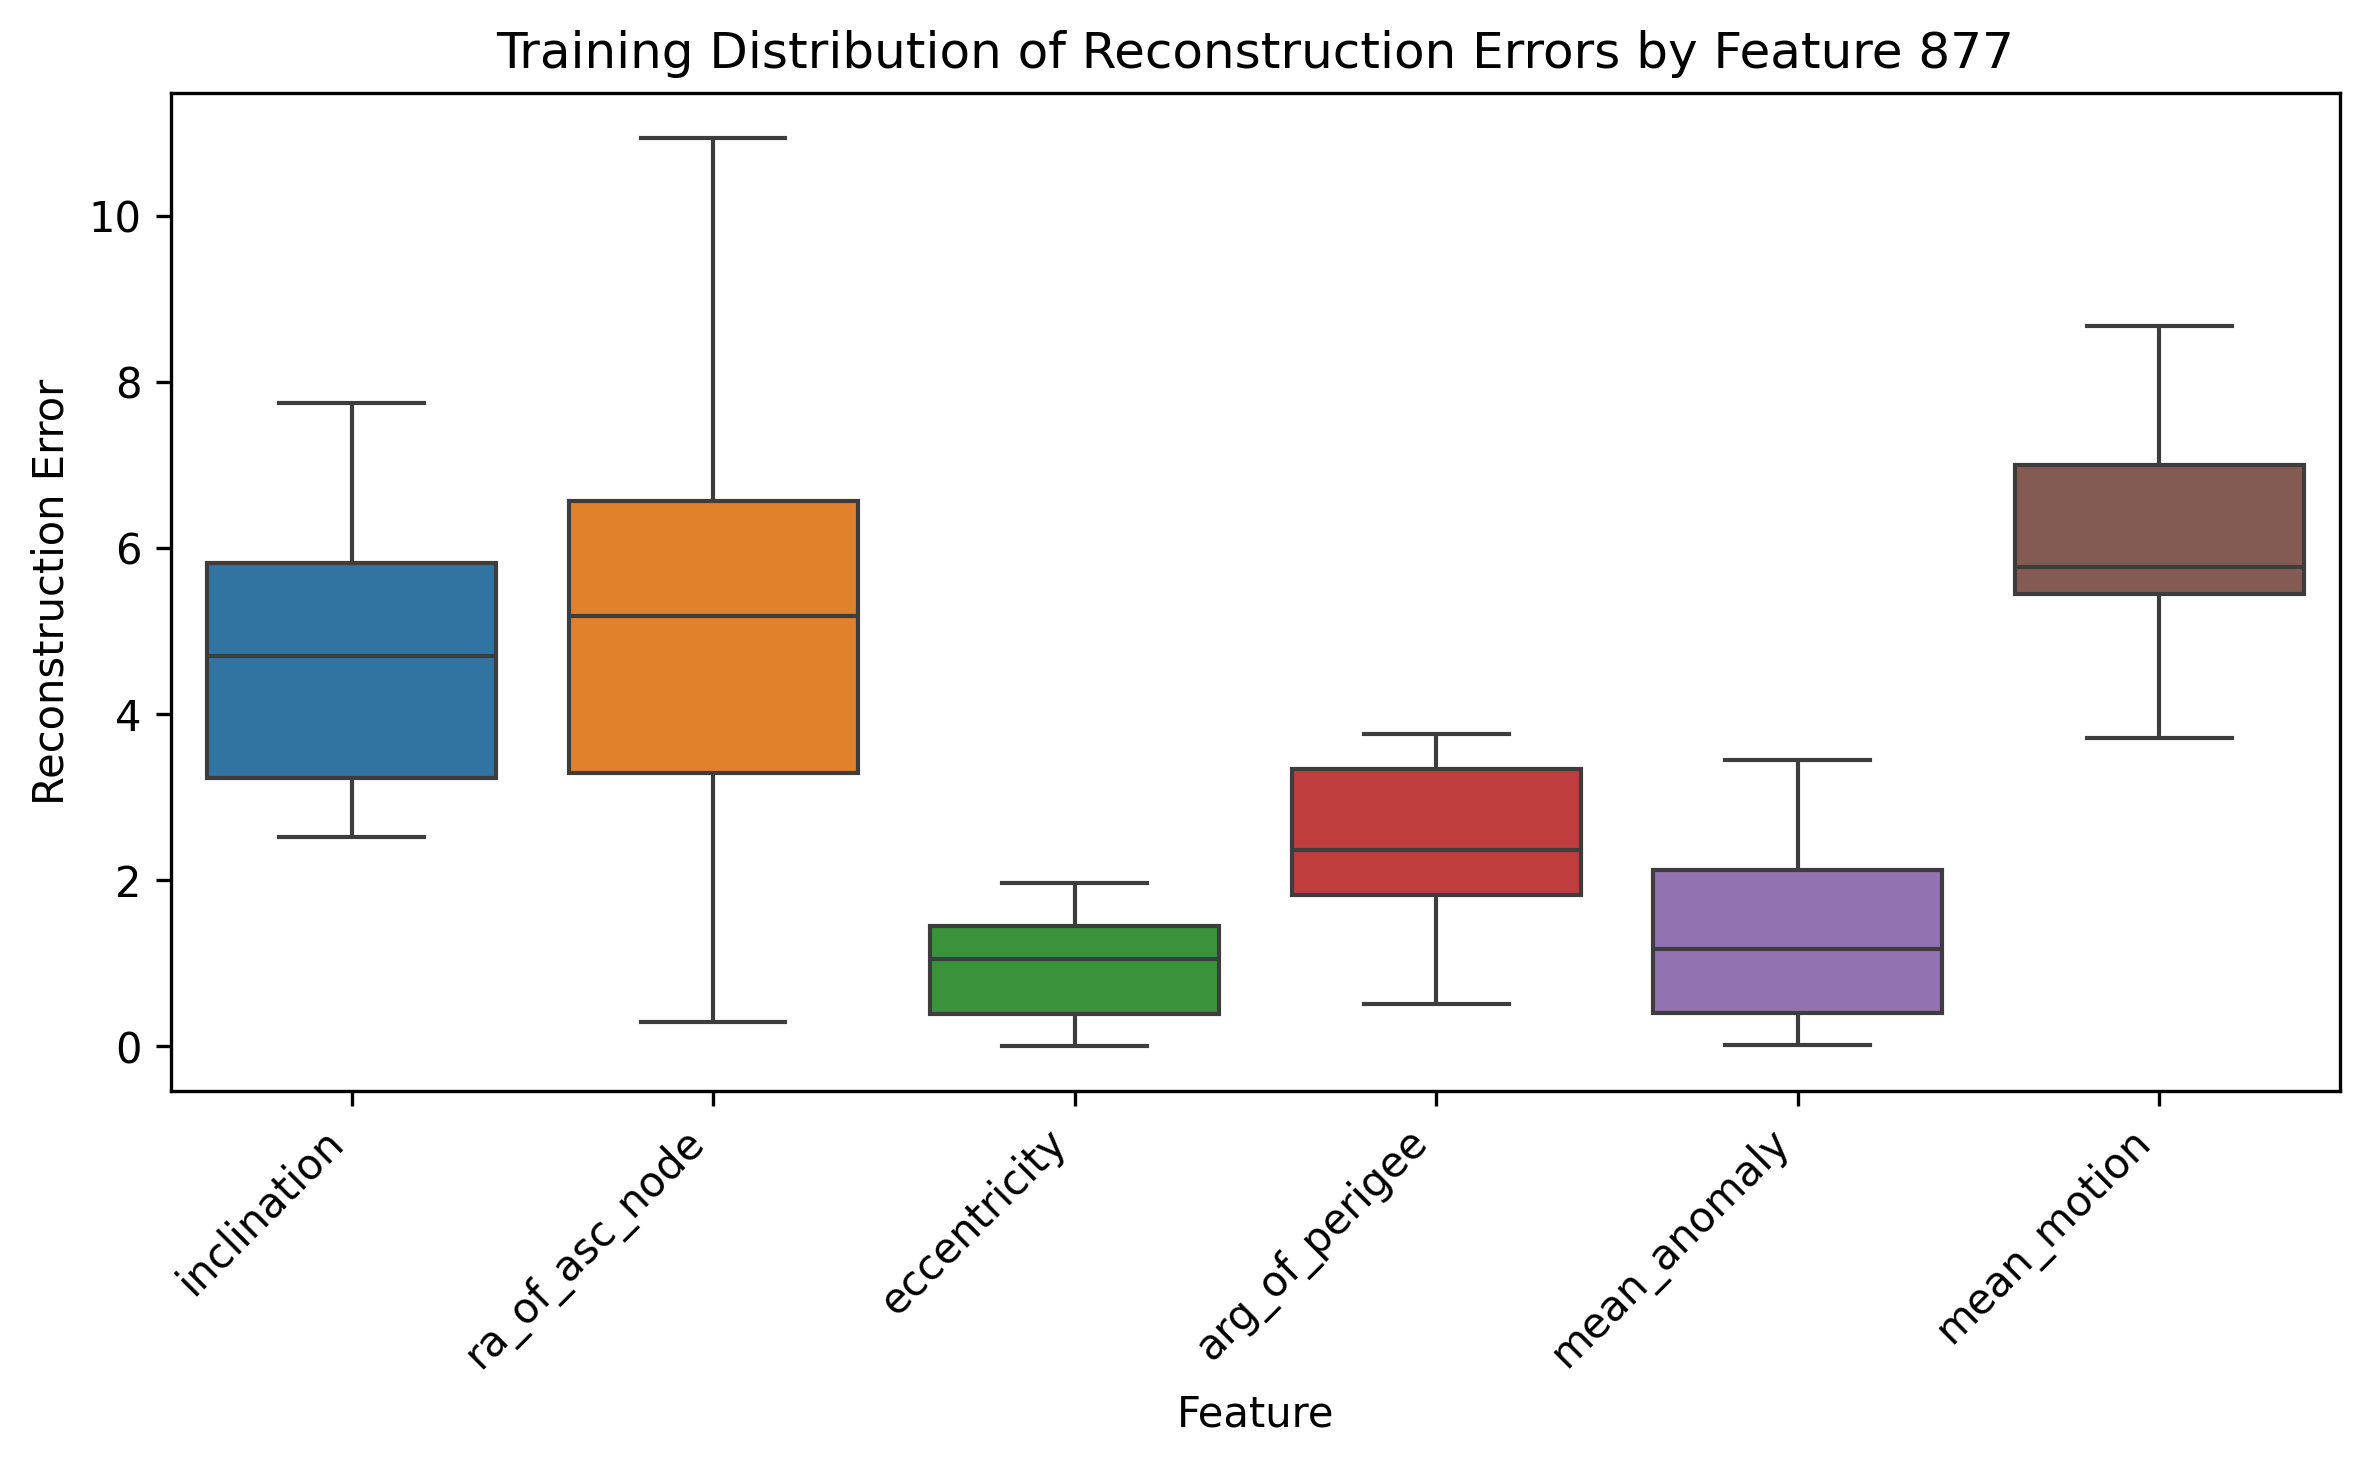 Training Distribution of Reconstruction Errors by Feature 877
Reconstruction Error
10
8
6
4
2
0
inclination
ra_of_asc_node
eccentricity
arg_of_perigee
mean_anomaly
mean_motion
Feature